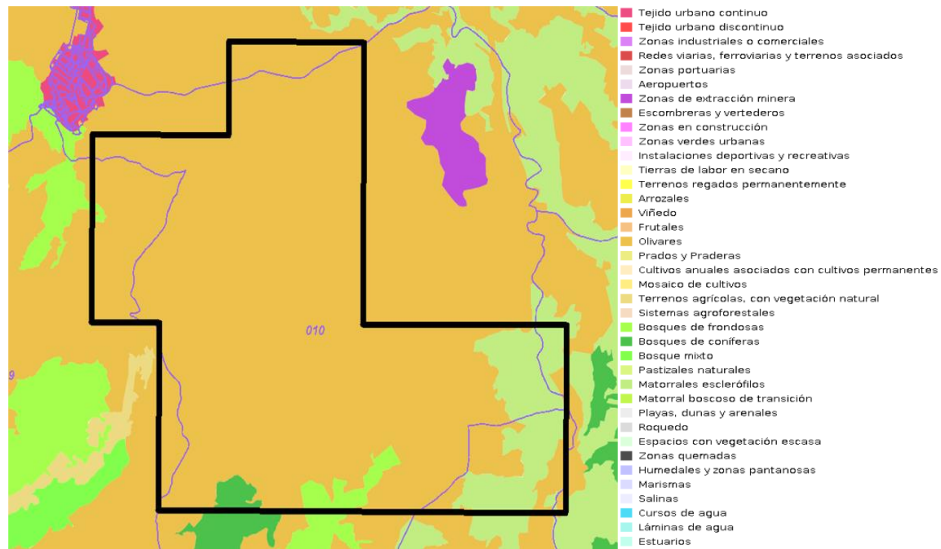 Tejido urbano continuo
Tejido urbano discontinuo
Zonas industriales o comerciales
Redes viarias, ferroviarias y terrenos asociados
Zonas portuarias
Aeropuertos
Zonas de extracción minera
Escombreras y vertederos
Zonas en construcción
Zonas verdes urbanas
Instalaciones deportivas y recreativas
Tierras de labor en secano
Terrenos regados permanentemente
Arrozales
Viñedo
Frutales
Olivares
Prados y Praderas
Cultivos anuales asociados con cultivos permanentes
Mosaico de cultivos
Terrenos agrícolas, con vegetación natural
Sistemas agroforestales
Bosques de frondosas
Bosques de coníferas
Bosque mixto
Pastizales naturales
Matorrales esclerófilos
Matorral boscoso de transición
Playas, dunas y arenales
Roquedo
Espacios con vegetación escasa
Zonas quemadas
Humedales y zonas pantanosas
Marismas
Salinas
Cursos de agua
Láminas de agua
Estuarios
010
9